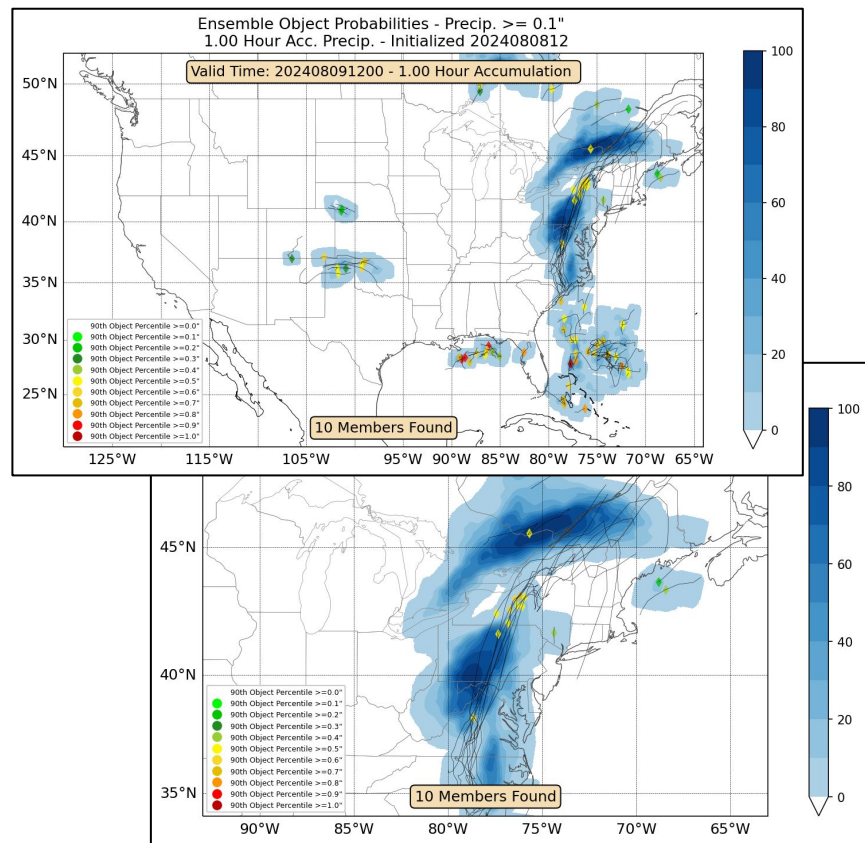 Ensemble Object Probabilities - Precip. >= 0.1"
1.00 Hour Acc. Precip. - Initialized 2024080812
Valid Time: 202408091200 - 1.00 Hour Accumulation
50°N
45°N
40°N
35°N
30°N
25°N
90th Object Percentile >=0.0"
90th Object Percentile >=0.1"
90th Object Percentile >=0.2"
90th Object Percentile >=0.3"
90th Object Percentile >=0.4"
90th Object Percentile >=0.5"
90th Object Percentile >=0.6"
90th Object Percentile >=0.7"
90th Object Percentile >=0.8"
90th Object Percentile >=0.9"
90th Object Percentile >=1.0"
10 Members Found
125°W 115°W 105°W 95°W 90°W 85°W 80°W 75°W 70°W 65°W
100
80
60
40
20
0
45°N
40°N
35°N
90th Object Percentile >=0.0"
90th Object Percentile >=0.1"
90th Object Percentile >=0.2"
90th Object Percentile >=0.3"
90th Object Percentile >=0.4"
90th Object Percentile >=0.5"
90th Object Percentile >=0.6"
90th Object Percentile >=0.7"
90th Object Percentile >=0.8"
90th Object Percentile >=0.9"
90th Object Percentile >=1.0"
10 Members Found
90°W 85°W 80°W 75°W 70°W 65°W
100
80
60
40
20
0